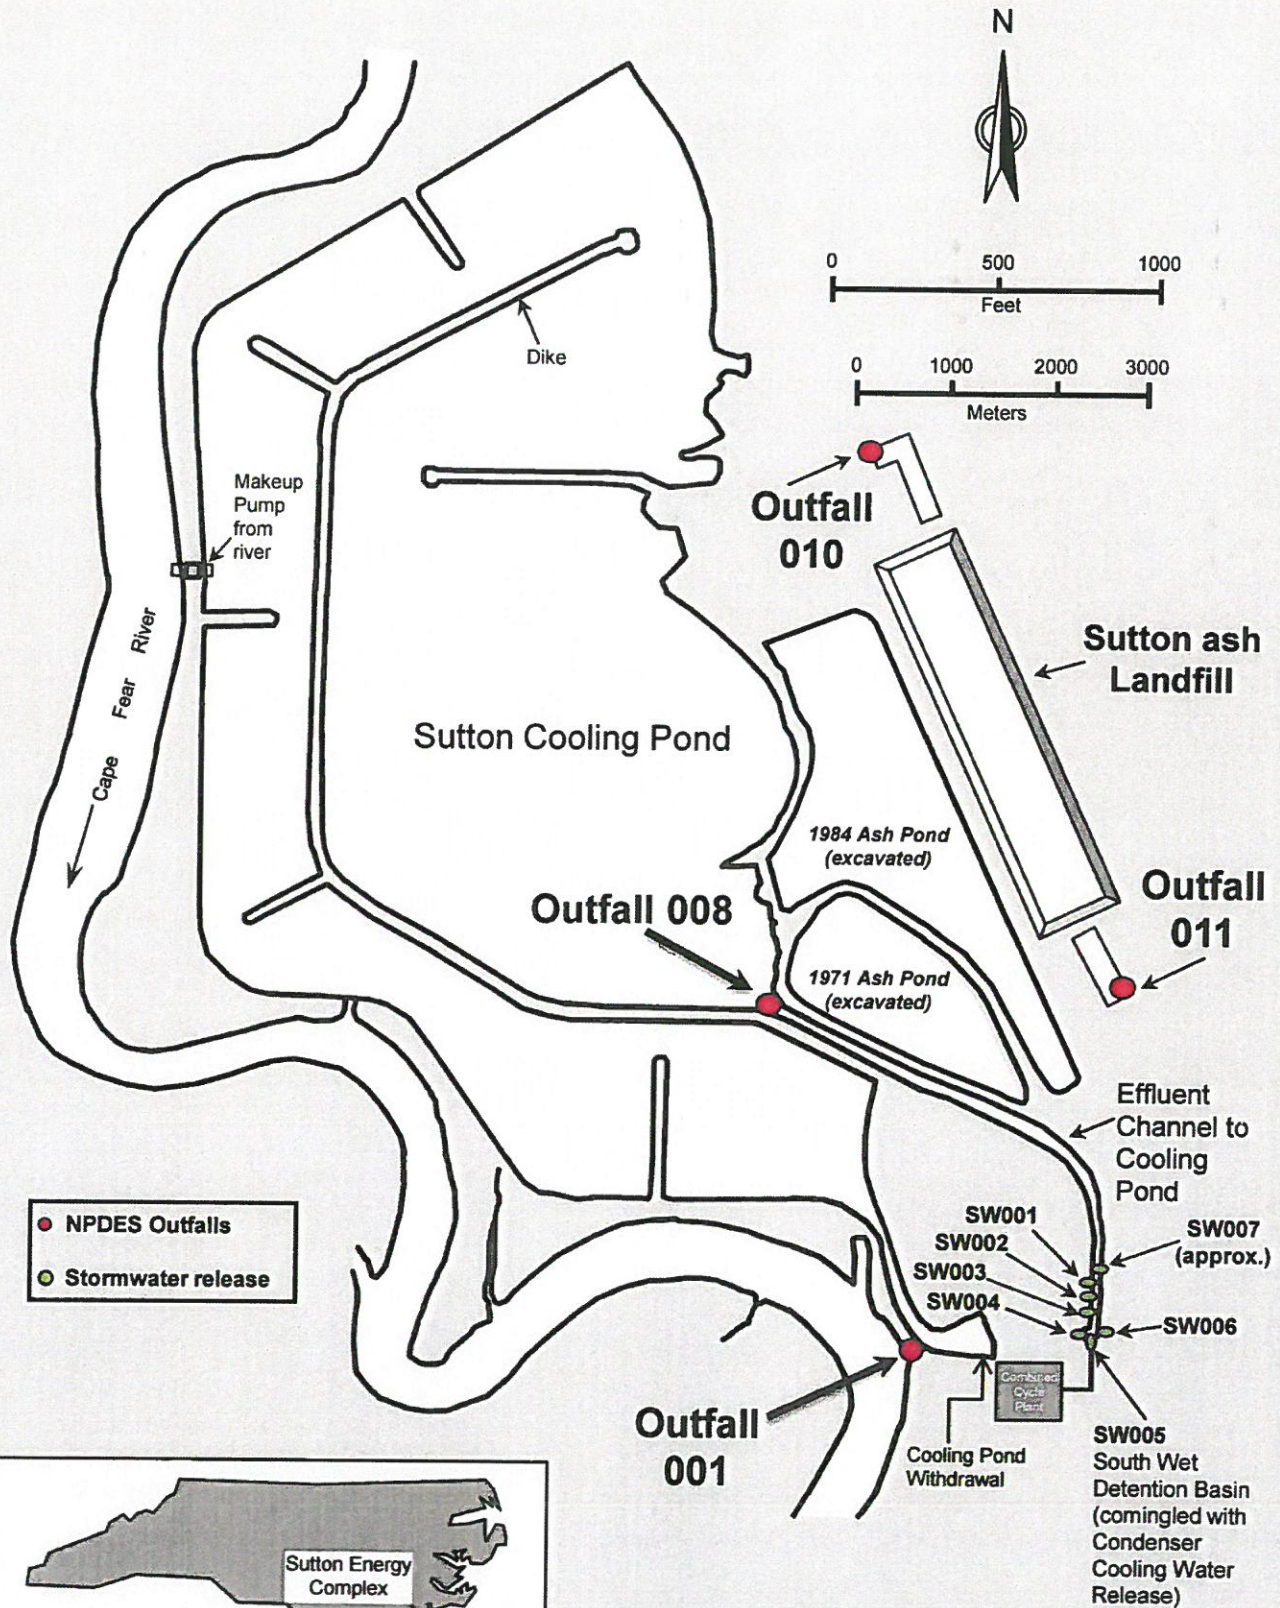 N
0 500 1000
Feet
0 1000 2000 3000
Meters
Dike
Makeup
Pump
from
river
Outfall
010
Cape Fear River
Sutton ash
Landfill
Sutton Cooling Pond
1984 Ash Pond
(excavated)
Outfall 008
Outfall
011
1971 Ash Pond
(excavated)
Effluent
Channel to
Cooling
Pond
NPDES Outfalls
Stormwater release
SW001
SW002
SW003
SW004
SW007
(approx.)
SW006
Combined
Cycle
Plant
Outfall
001
Cooling Pond
Withdrawal
SW005
South Wet
Detention Basin
(comingled with
Condenser
Cooling Water
Release)
Sutton Energy
Complex